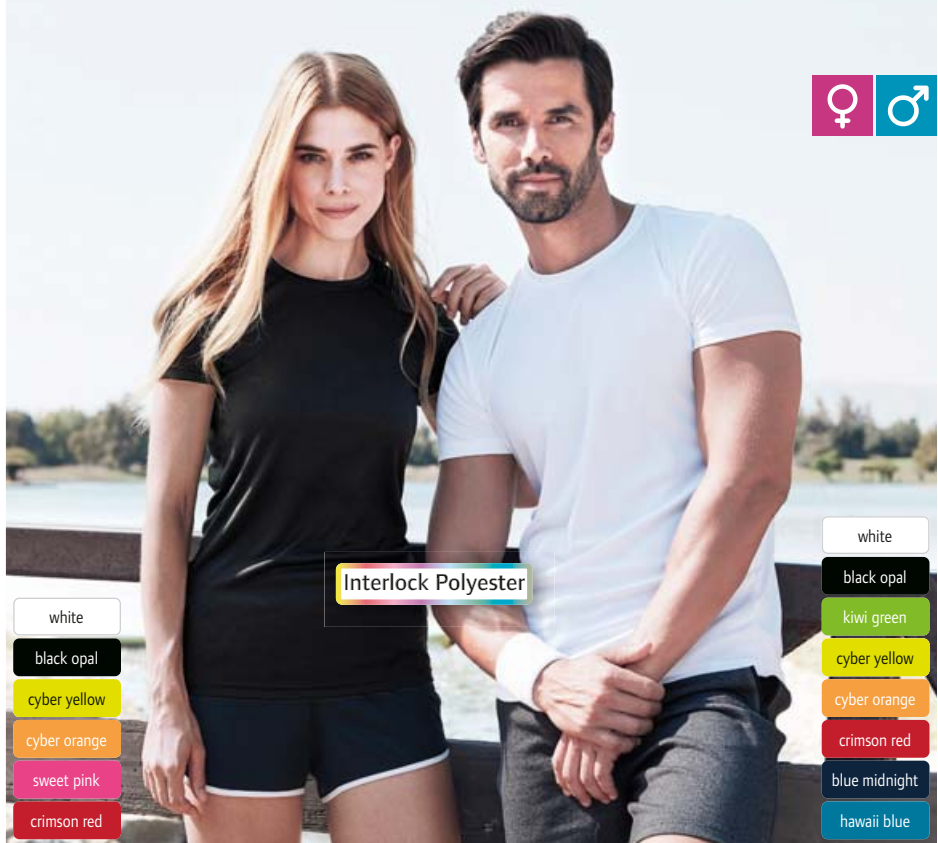 Interlock Polyester
white
black opal
cyber yellow
cyber orange
sweet pink
crimson red
white
black opal
kiwi green
cyber yellow
cyber orange
crimson red
blue midnight
hawaii blue